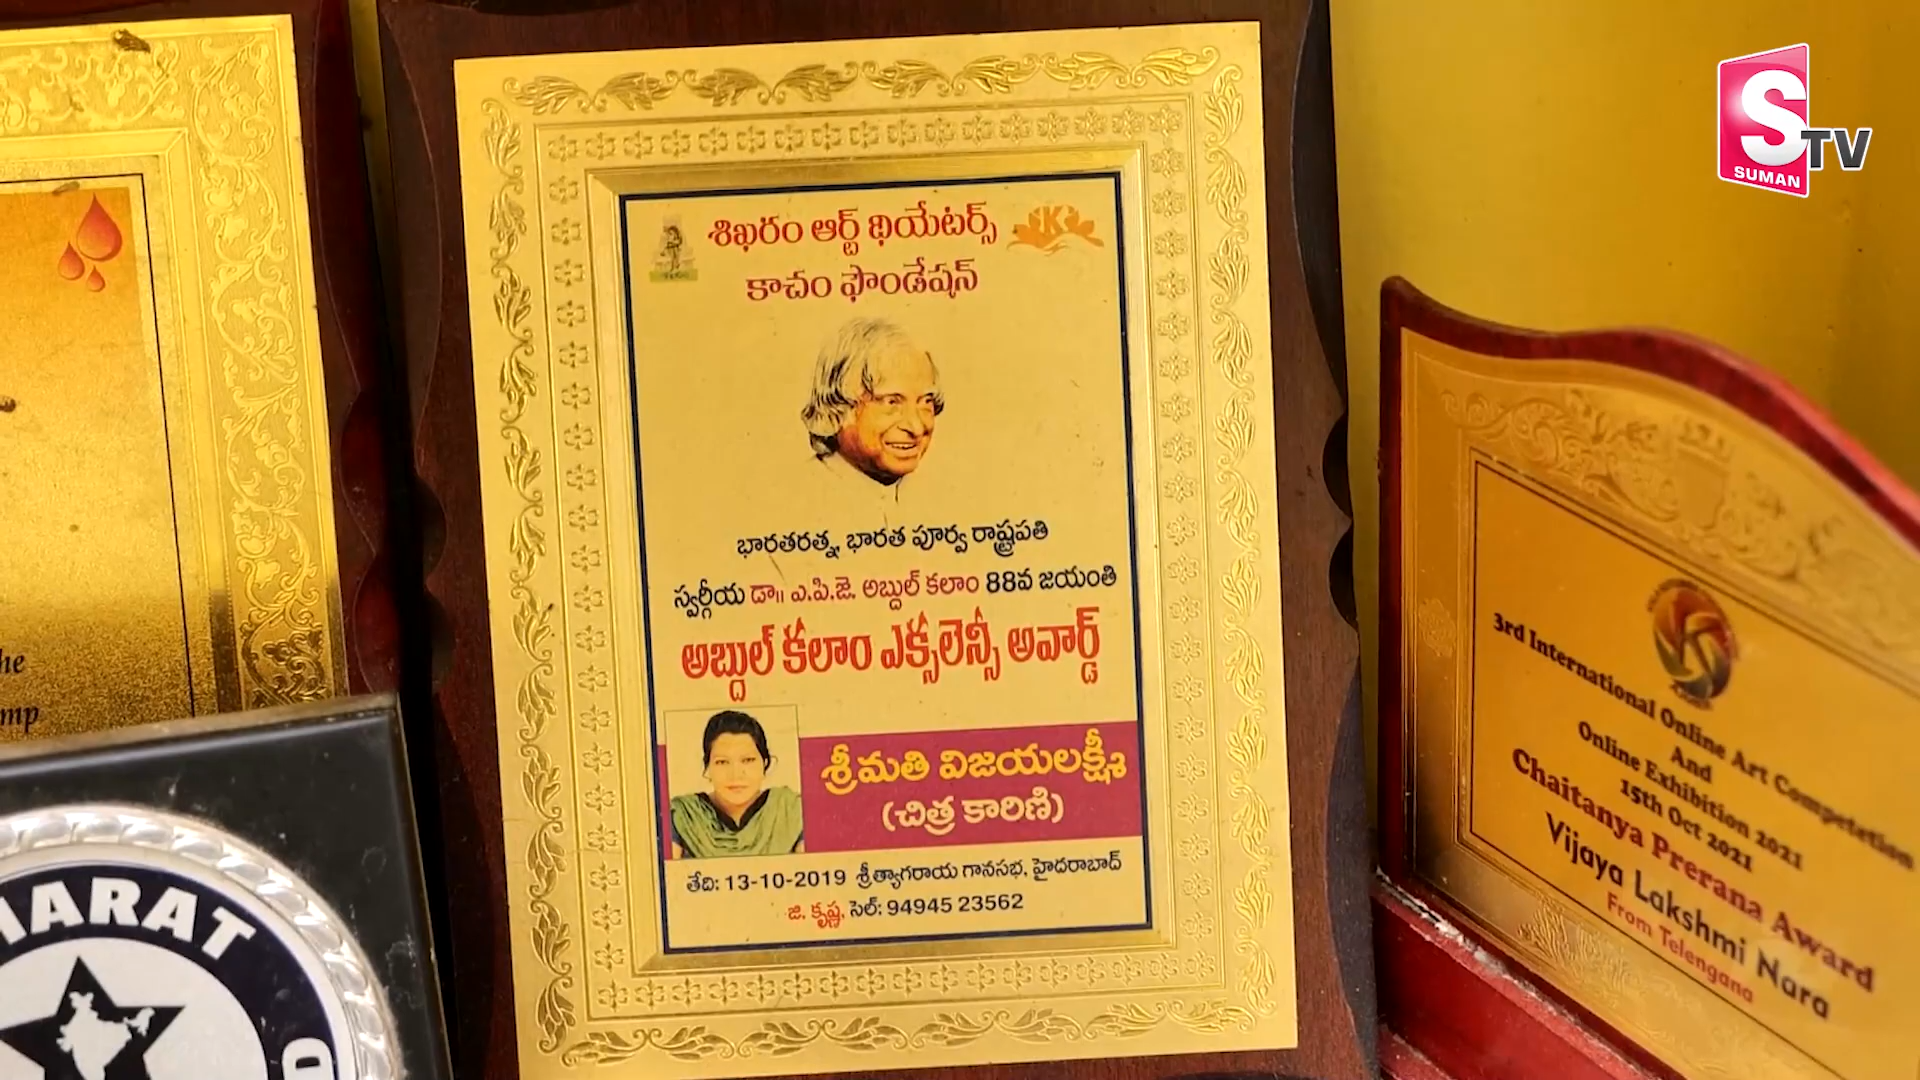 శిఖరం ఆర్ట్ థియేటర్స్
కాచం ఫౌండేషన్
భారతరత్న, భారత పూర్వ రాష్ట్రపతి
స్వర్గీయ డా॥ ఎ.పి.జె. అబ్దుల్ కలాం 88వ జయంతి
అబ్దుల్ కలాం ఎక్సలెన్సీ అవార్డ్
శ్రీమతి విజయలక్ష్మీ
(చిత్ర కారిణి)
తేది: 13-10-2019 శ్రీత్యాగరాయ గానసభ, హైదరాబాద్
జి. కృష్ణ, సెల్: 94945 23562
3rd International Online Art Competetion
And
Online Exhibition 2021
15th Oct 2021
Chaitanya Prerana Award
Vijaya Lakshmi Nara
From Telengana
S
SUMAN
TV